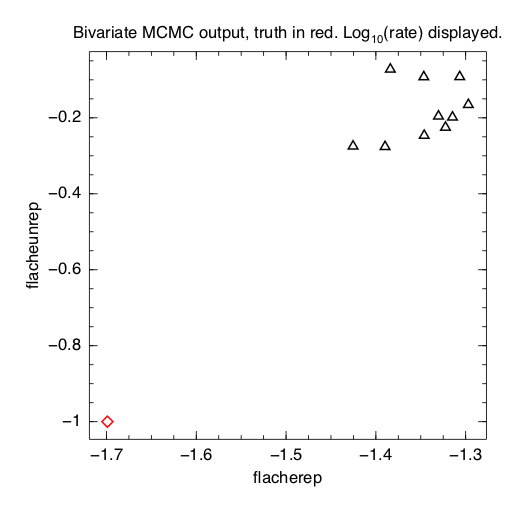 Bivariate MCMC output, truth in red. Log₁₀(rate) displayed.
−0.2
−0.4
−0.6
−0.8
−1
flacheunrep
−1.7 −1.6 −1.5 −1.4 −1.3
flacherep